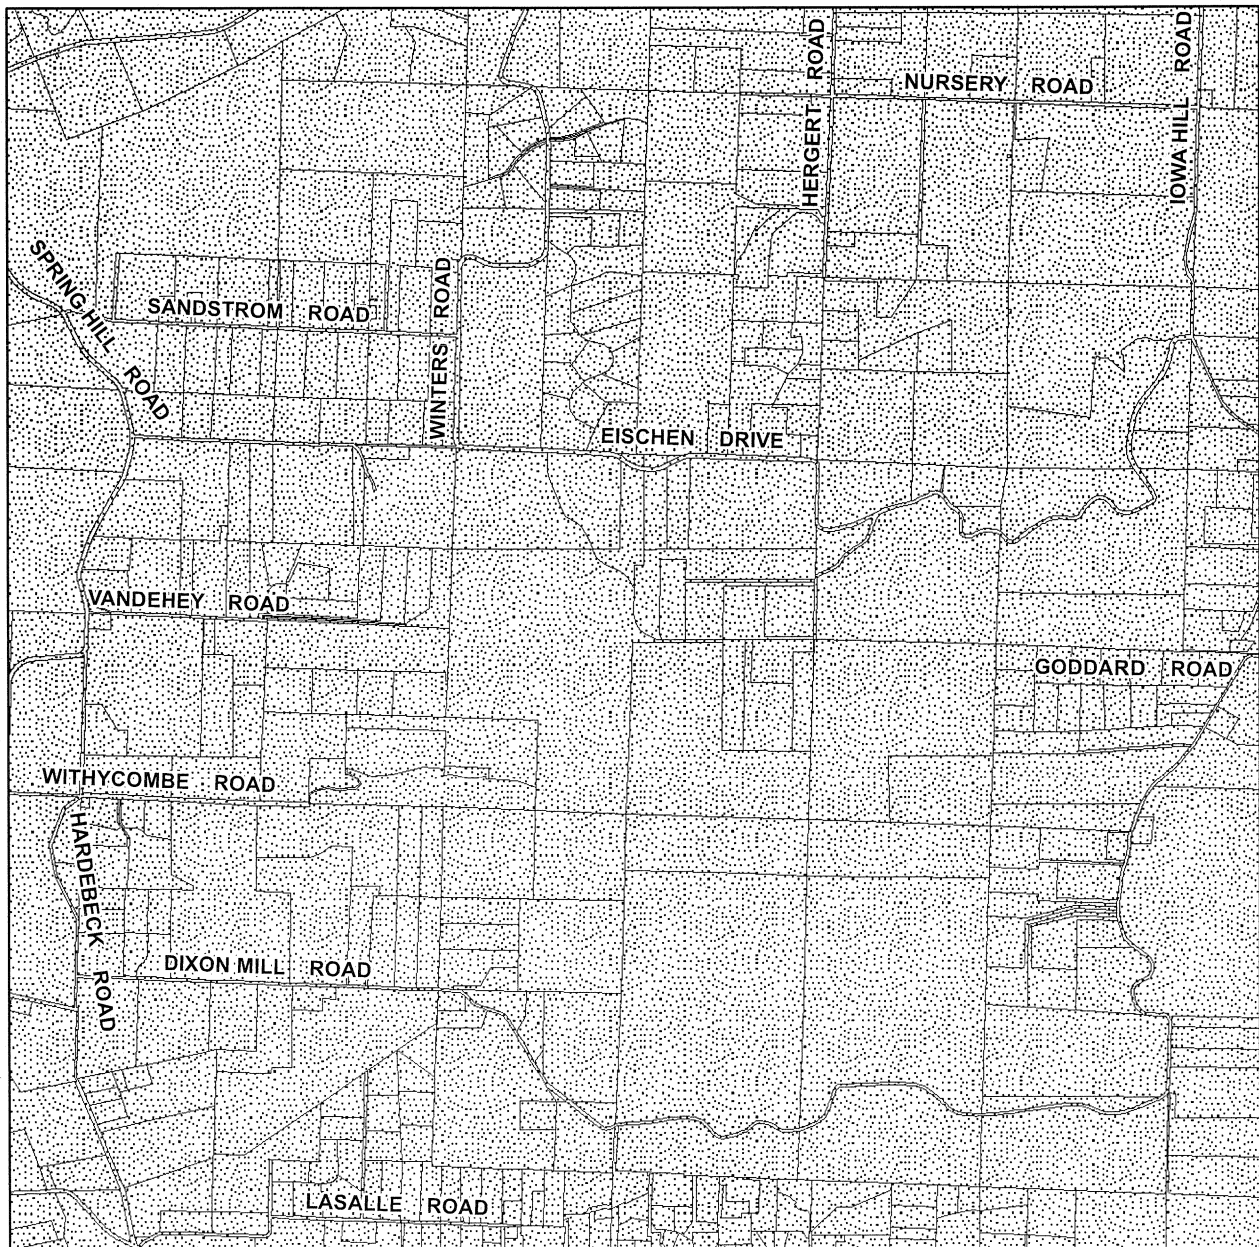 HERGERT ROAD
NURSERY ROAD
IOWA HILL ROAD
SPRING HILL ROAD
SANDSTROM ROAD
WINTERS ROAD
EISCHEN DRIVE
VANDEHEY ROAD
GODDARD ROAD
WITHYCOMBE ROAD
HARDEBECK ROAD
DIXON MILL ROAD
LASALLE ROAD